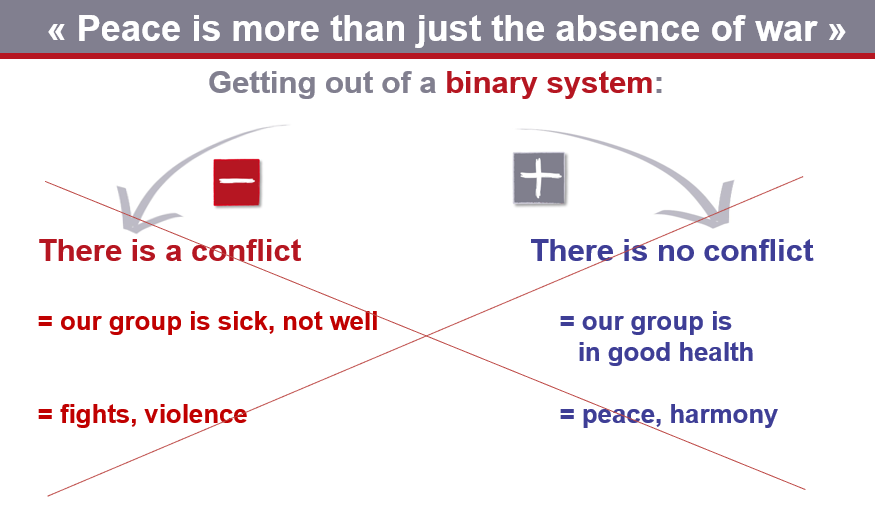 « Peace is more than just the absence of war »
Getting out of a binary system:
There is a conflict
There is no conflict
= our group is sick, not well
= our group is
in good health
= fights, violence
= peace, harmony